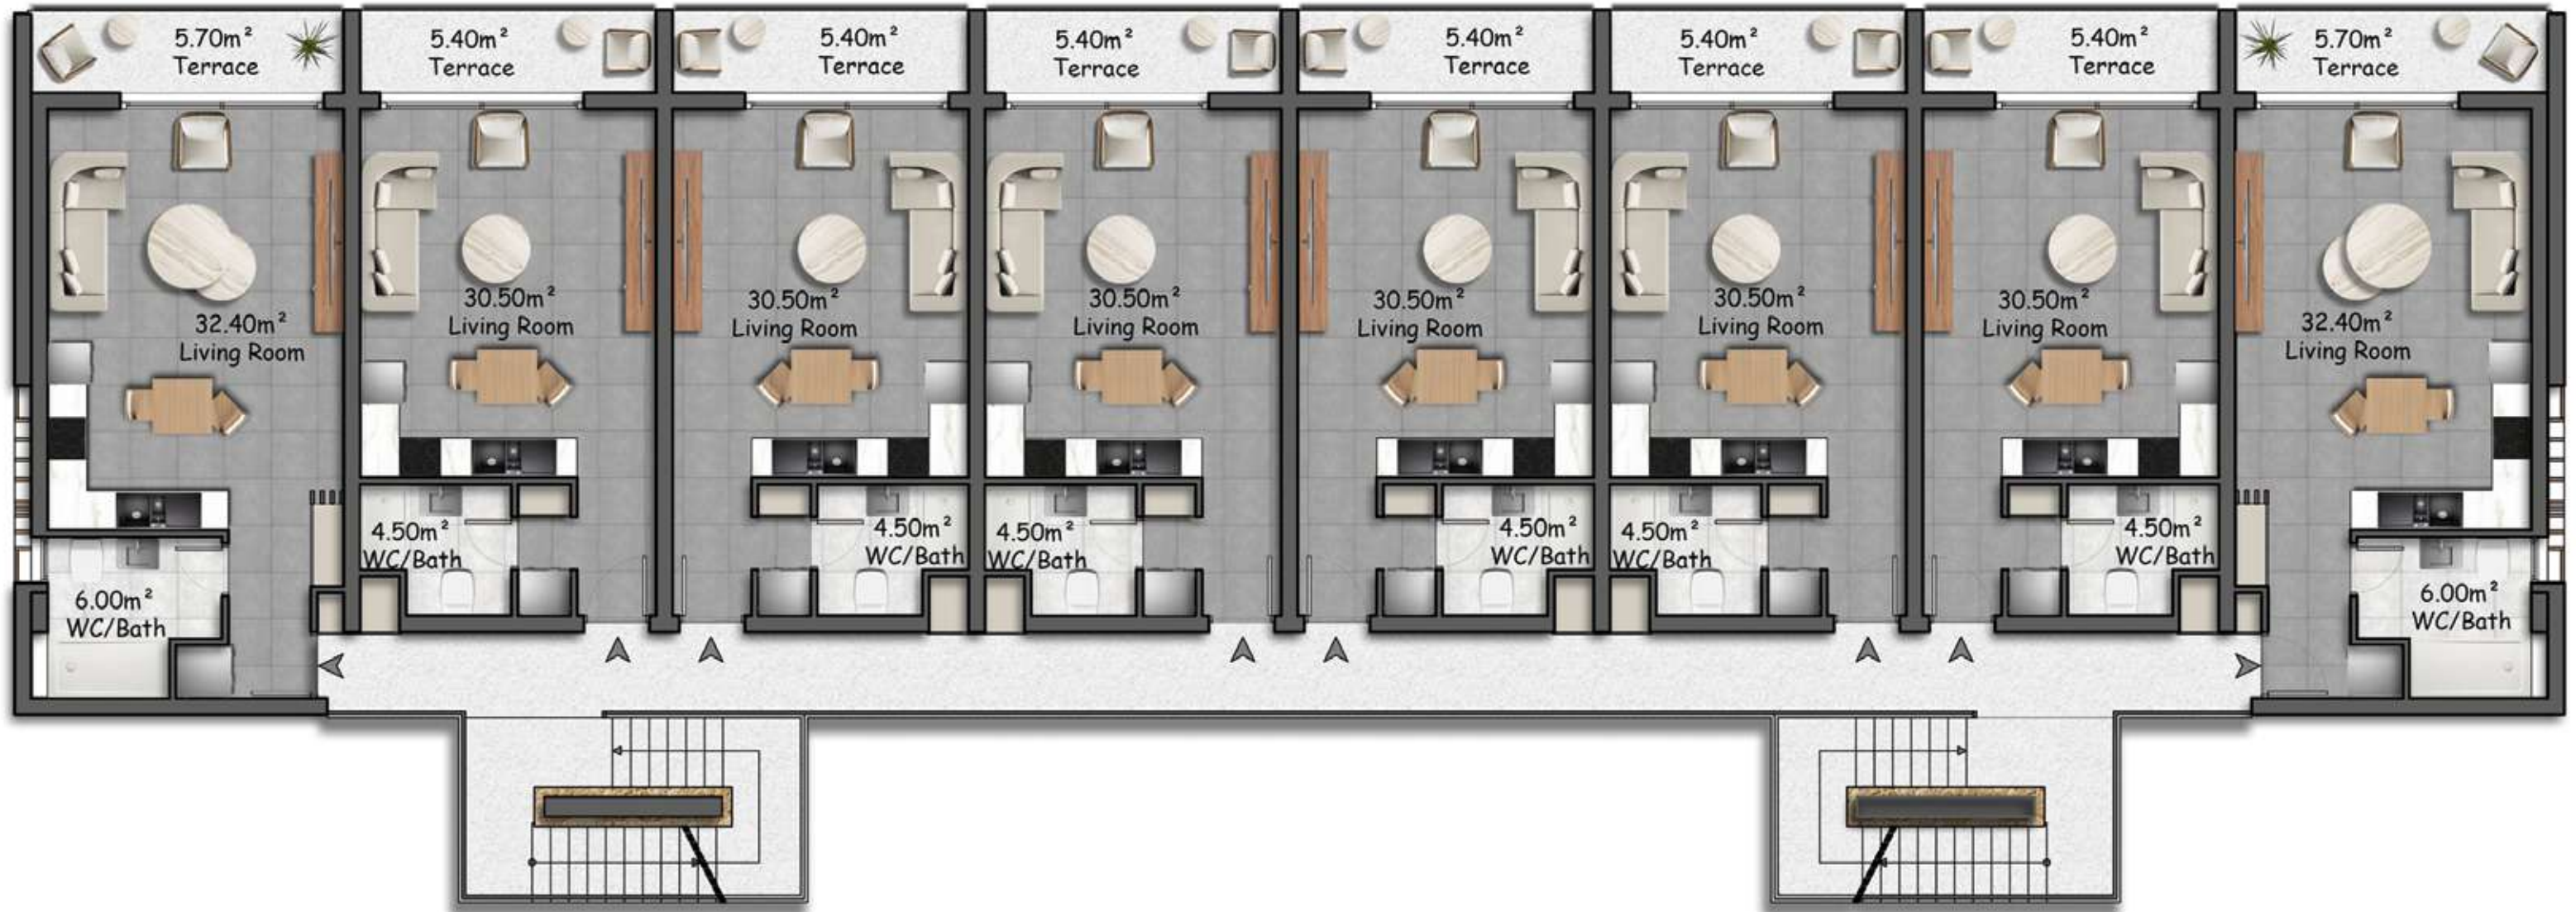 5.70m²
Terrace
5.40m²
Terrace
5.40m²
Terrace
5.40m²
Terrace
5.40m²
Terrace
5.40m²
Terrace
5.40m²
Terrace
5.70m²
Terrace
32.40m²
Living Room
30.50m²
Living Room
30.50m²
Living Room
30.50m²
Living Room
30.50m²
Living Room
30.50m²
Living Room
30.50m²
Living Room
32.40m²
Living Room
6.00m²
WC/Bath
4.50m²
WC/Bath
4.50m²
WC/Bath
4.50m²
WC/Bath
4.50m²
WC/Bath
4.50m²
WC/Bath
4.50m²
WC/Bath
6.00m²
WC/Bath